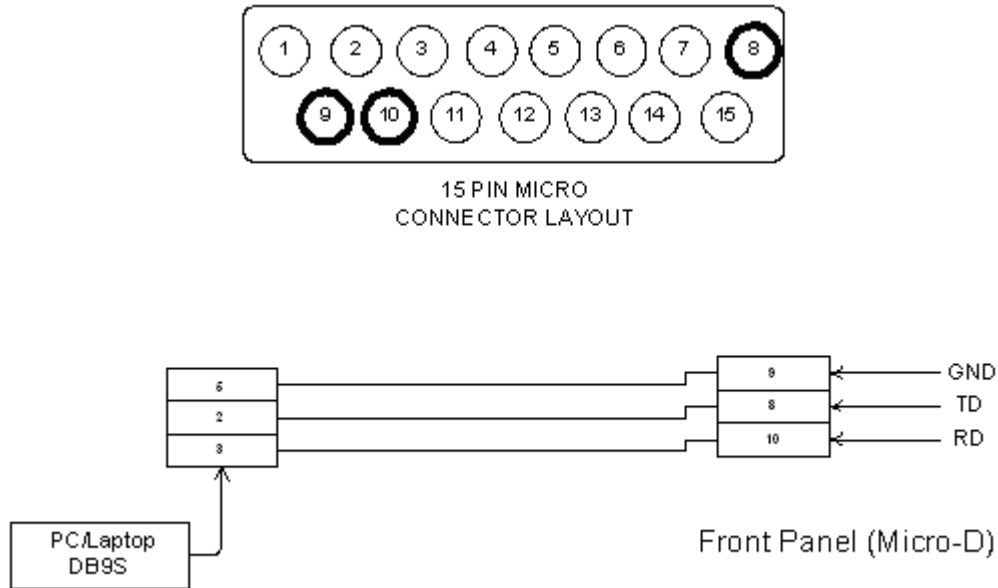 1 2 3 4 5 6 7 8
9 10 11 12 13 14 15
15 PIN MICRO
CONNECTOR LAYOUT
5 9 GND
2 8 TD
3 10 RD
PC/Laptop
DB9S
Front Panel (Micro-D)